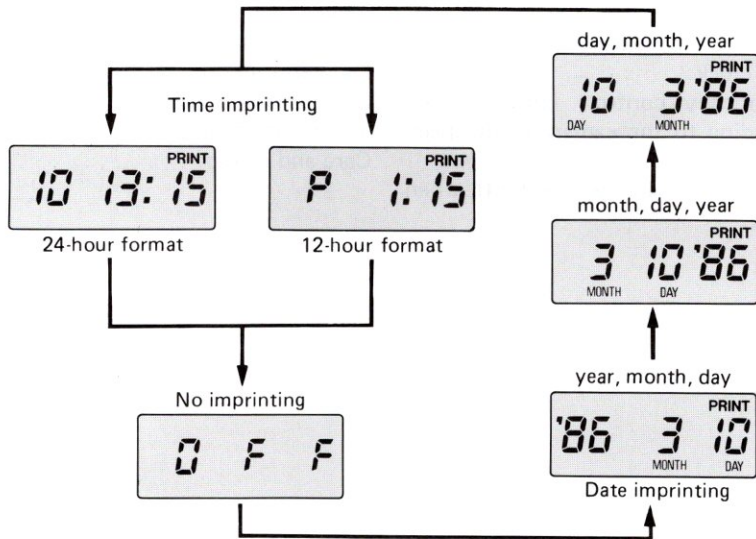 day, month, year
PRINT
10 3 '86
DAY MONTH
Time imprinting
PRINT
10 13:15
24-hour format
PRINT
P 1:15
12-hour format
month, day, year
PRINT
3 10 '86
MONTH DAY
No imprinting
O F F
year, month, day
PRINT
'86 3 10
MONTH DAY
Date imprinting